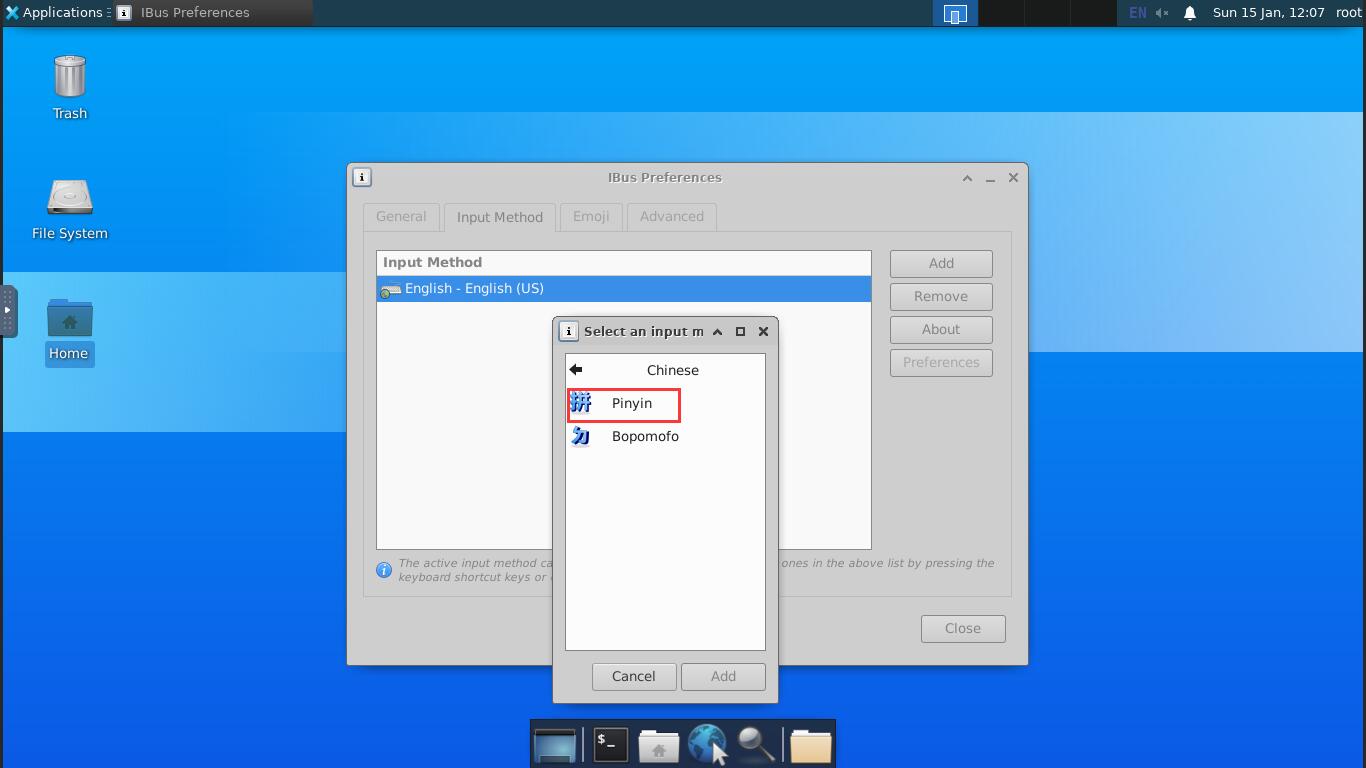 Applications
IBus Preferences
EN
Sun 15 Jan, 12:07
root
Trash
File System
Home
IBus Preferences
General
Input Method
Emoji
Advanced
Input Method
English - English (US)
Add
Remove
About
Preferences
Select an input m
Chinese
拼 Pinyin
ㄌ Bopomofo
Cancel
Add
The active input method ca
ones in the above list by pressing the
keyboard shortcut keys or
Close
$_